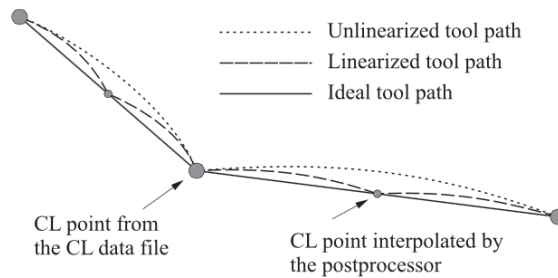 Unlinearized tool path
Linearized tool path
Ideal tool path
CL point from
the CL data file
CL point interpolated by
the postprocessor